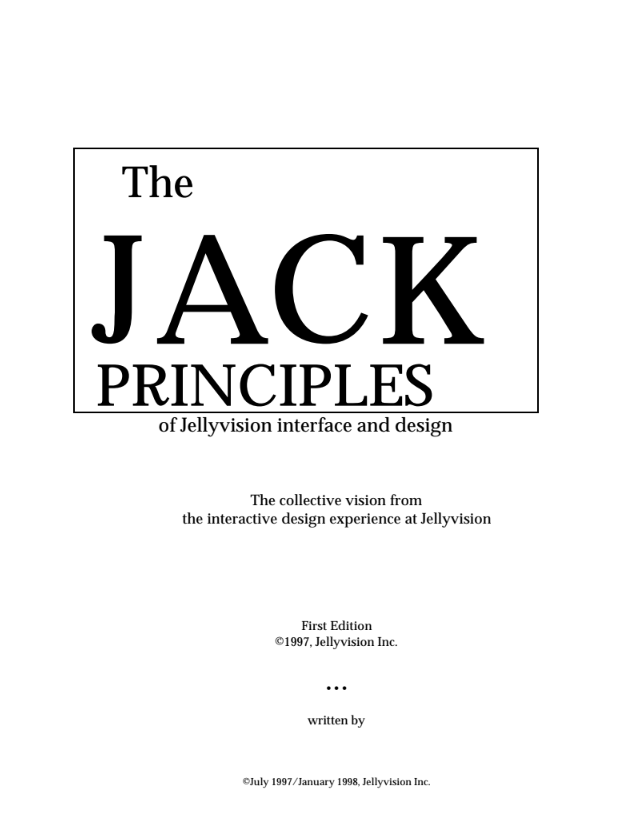 The
JACK
PRINCIPLES
of Jellyvision interface and design
The collective vision from
the interactive design experience at Jellyvision
First Edition
©1997, Jellyvision Inc.
...
written by
©July 1997/January 1998, Jellyvision Inc.